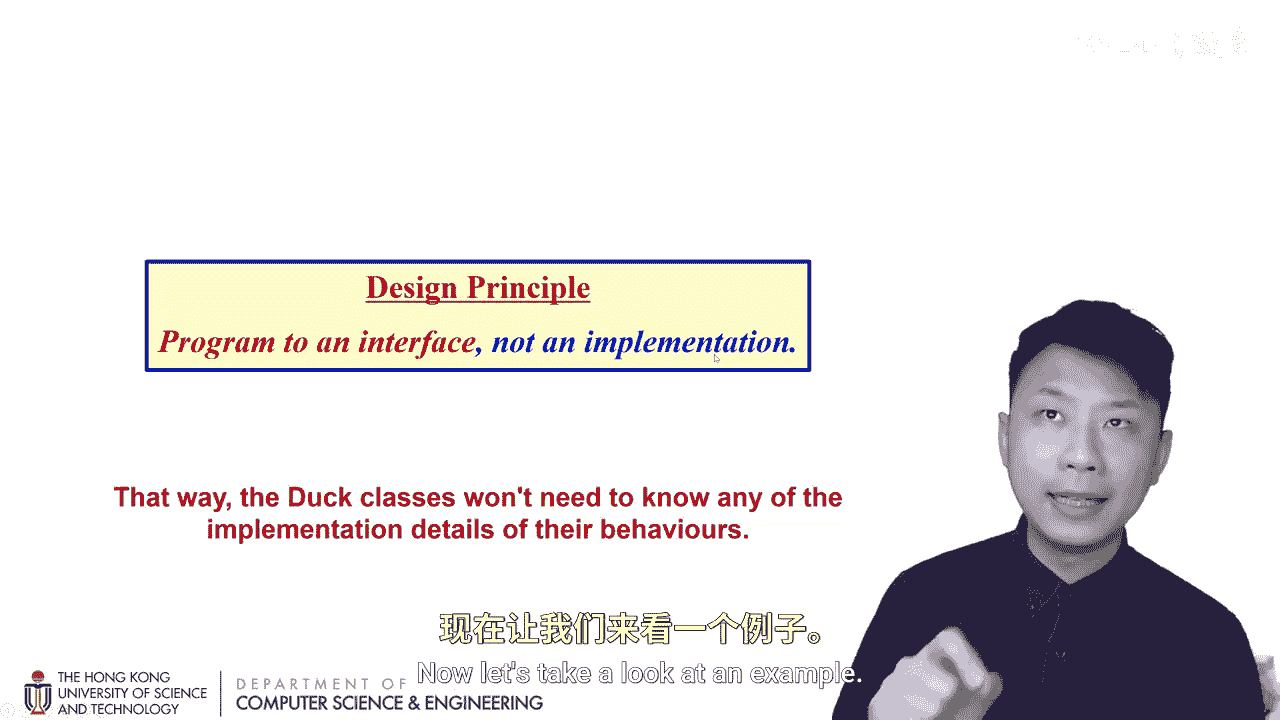 Design Principle
Program to an interface, not an implementation.
That way, the Duck classes won't need to know any of the
implementation details of their behaviours.
现在让我们来看一个例子。
Now let's take a look at an example.
THE HONG KONG
UNIVERSITY OF SCIENCE
AND TECHNOLOGY
DEPARTMENT OF
COMPUTER SCIENCE & ENGINEERING